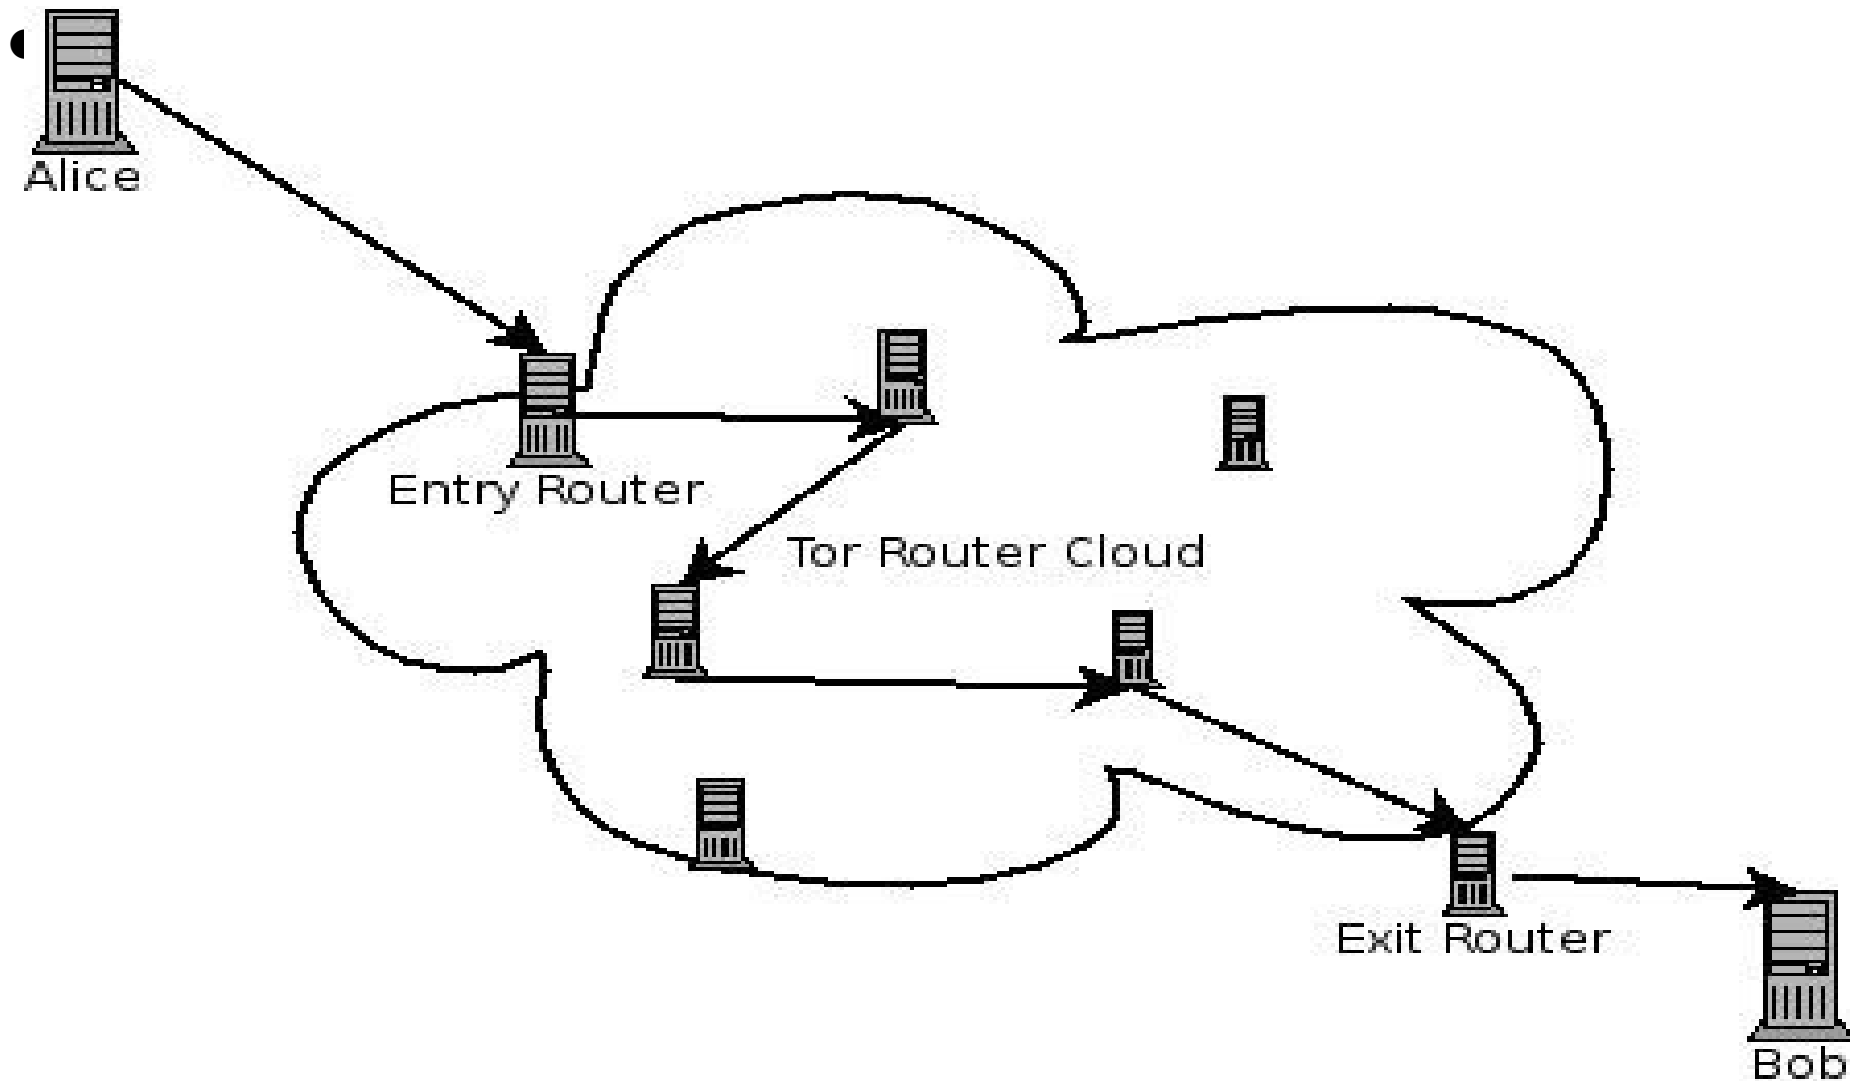 Alice
Entry Router
Tor Router Cloud
Exit Router
Bob